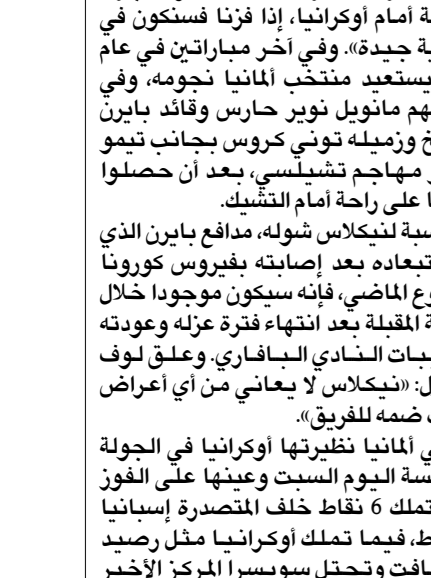 ة أمام أوكرانيا، إذا فزنا فسنكون في
ية جيدة». وفي آخر مباراتين في عام
يستعيد منتخب ألمانيا نجومه، وفي
هم مانويل نوير حارس وقائد بايرن
خ وزميله توني كروس بجانب تيمو
ر مهاجم تشيلسي، بعد أن حصلوا
ا على راحة أمام التشيك.
سبة لنيكلاس شوله، مدافع بايرن الذي
تبعاده بعد إصابته بفيروس كورونا
وع الماضي، فإنه سيكون موجودا خلال
ة المقبلة بعد انتهاء فترة عزله وعودته
يبات النادي البافاري. وعلق لوف
ل: «نيكلاس لا يعاني من أي أعراض
ضمه للفريق».
ي ألمانيا نظيرتها أوكرانيا في الجولة
سة اليوم السبت وعينها على الفوز
تملك 6 نقاط خلف المتصدرة إسبانيا
ط، فيما تملك أوكرانيا مثل رصيد
افت وتحتل سويسرا المركز الأخير